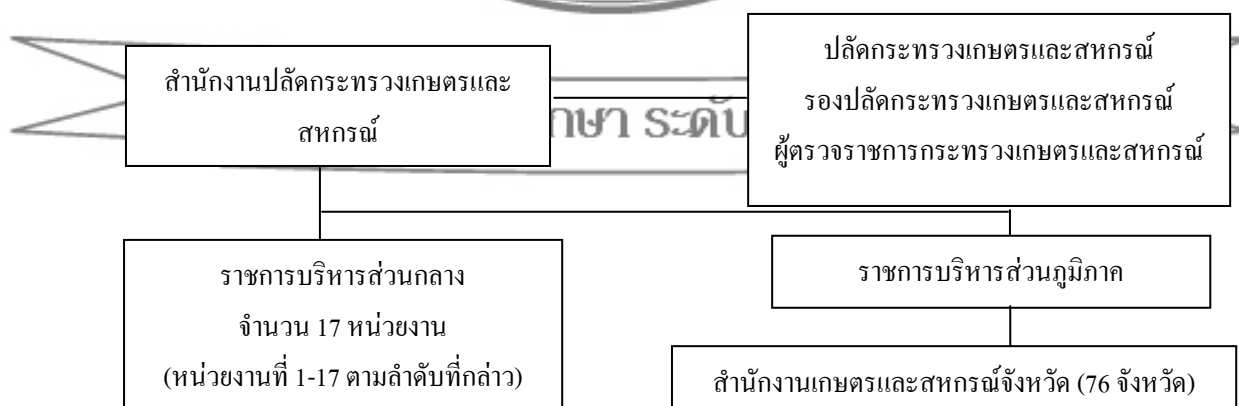 สำนักงานปลัดกระทรวงเกษตรและ
สหกรณ์
ปลัดกระทรวงเกษตรและสหกรณ์
รองปลัดกระทรวงเกษตรและสหกรณ์
ผู้ตรวจราชการกระทรวงเกษตรและสหกรณ์
ระดับ
ราชการบริหารส่วนกลาง
จำนวน 17 หน่วยงาน
(หน่วยงานที่ 1-17 ตามลำดับที่กล่าว)
ราชการบริหารส่วนภูมิภาค
สำนักงานเกษตรและสหกรณ์จังหวัด (76 จังหวัด)